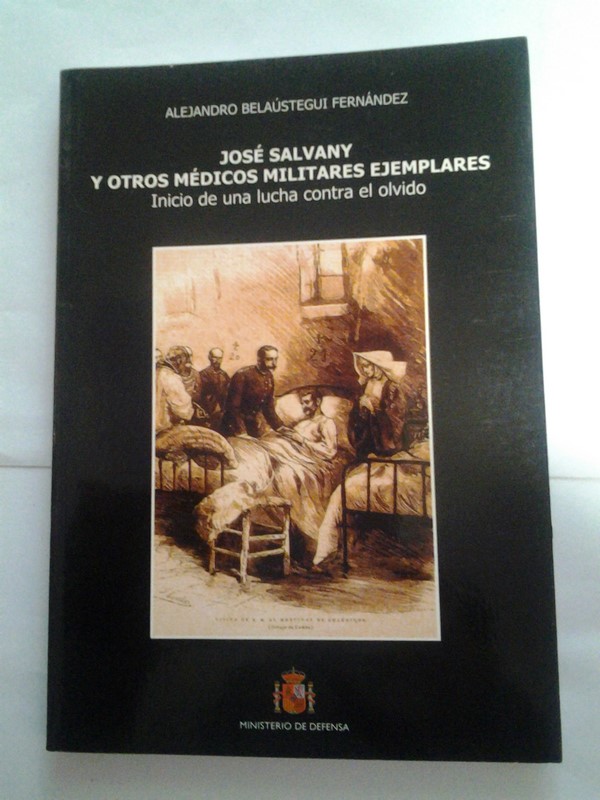 ALEJANDRO BELAÚSTEGUI FERNÁNDEZ
JOSÉ SALVANY
Y OTROS MÉDICOS MILITARES EJEMPLARES
Inicio de una lucha contra el olvido
MINISTERIO DE DEFENSA